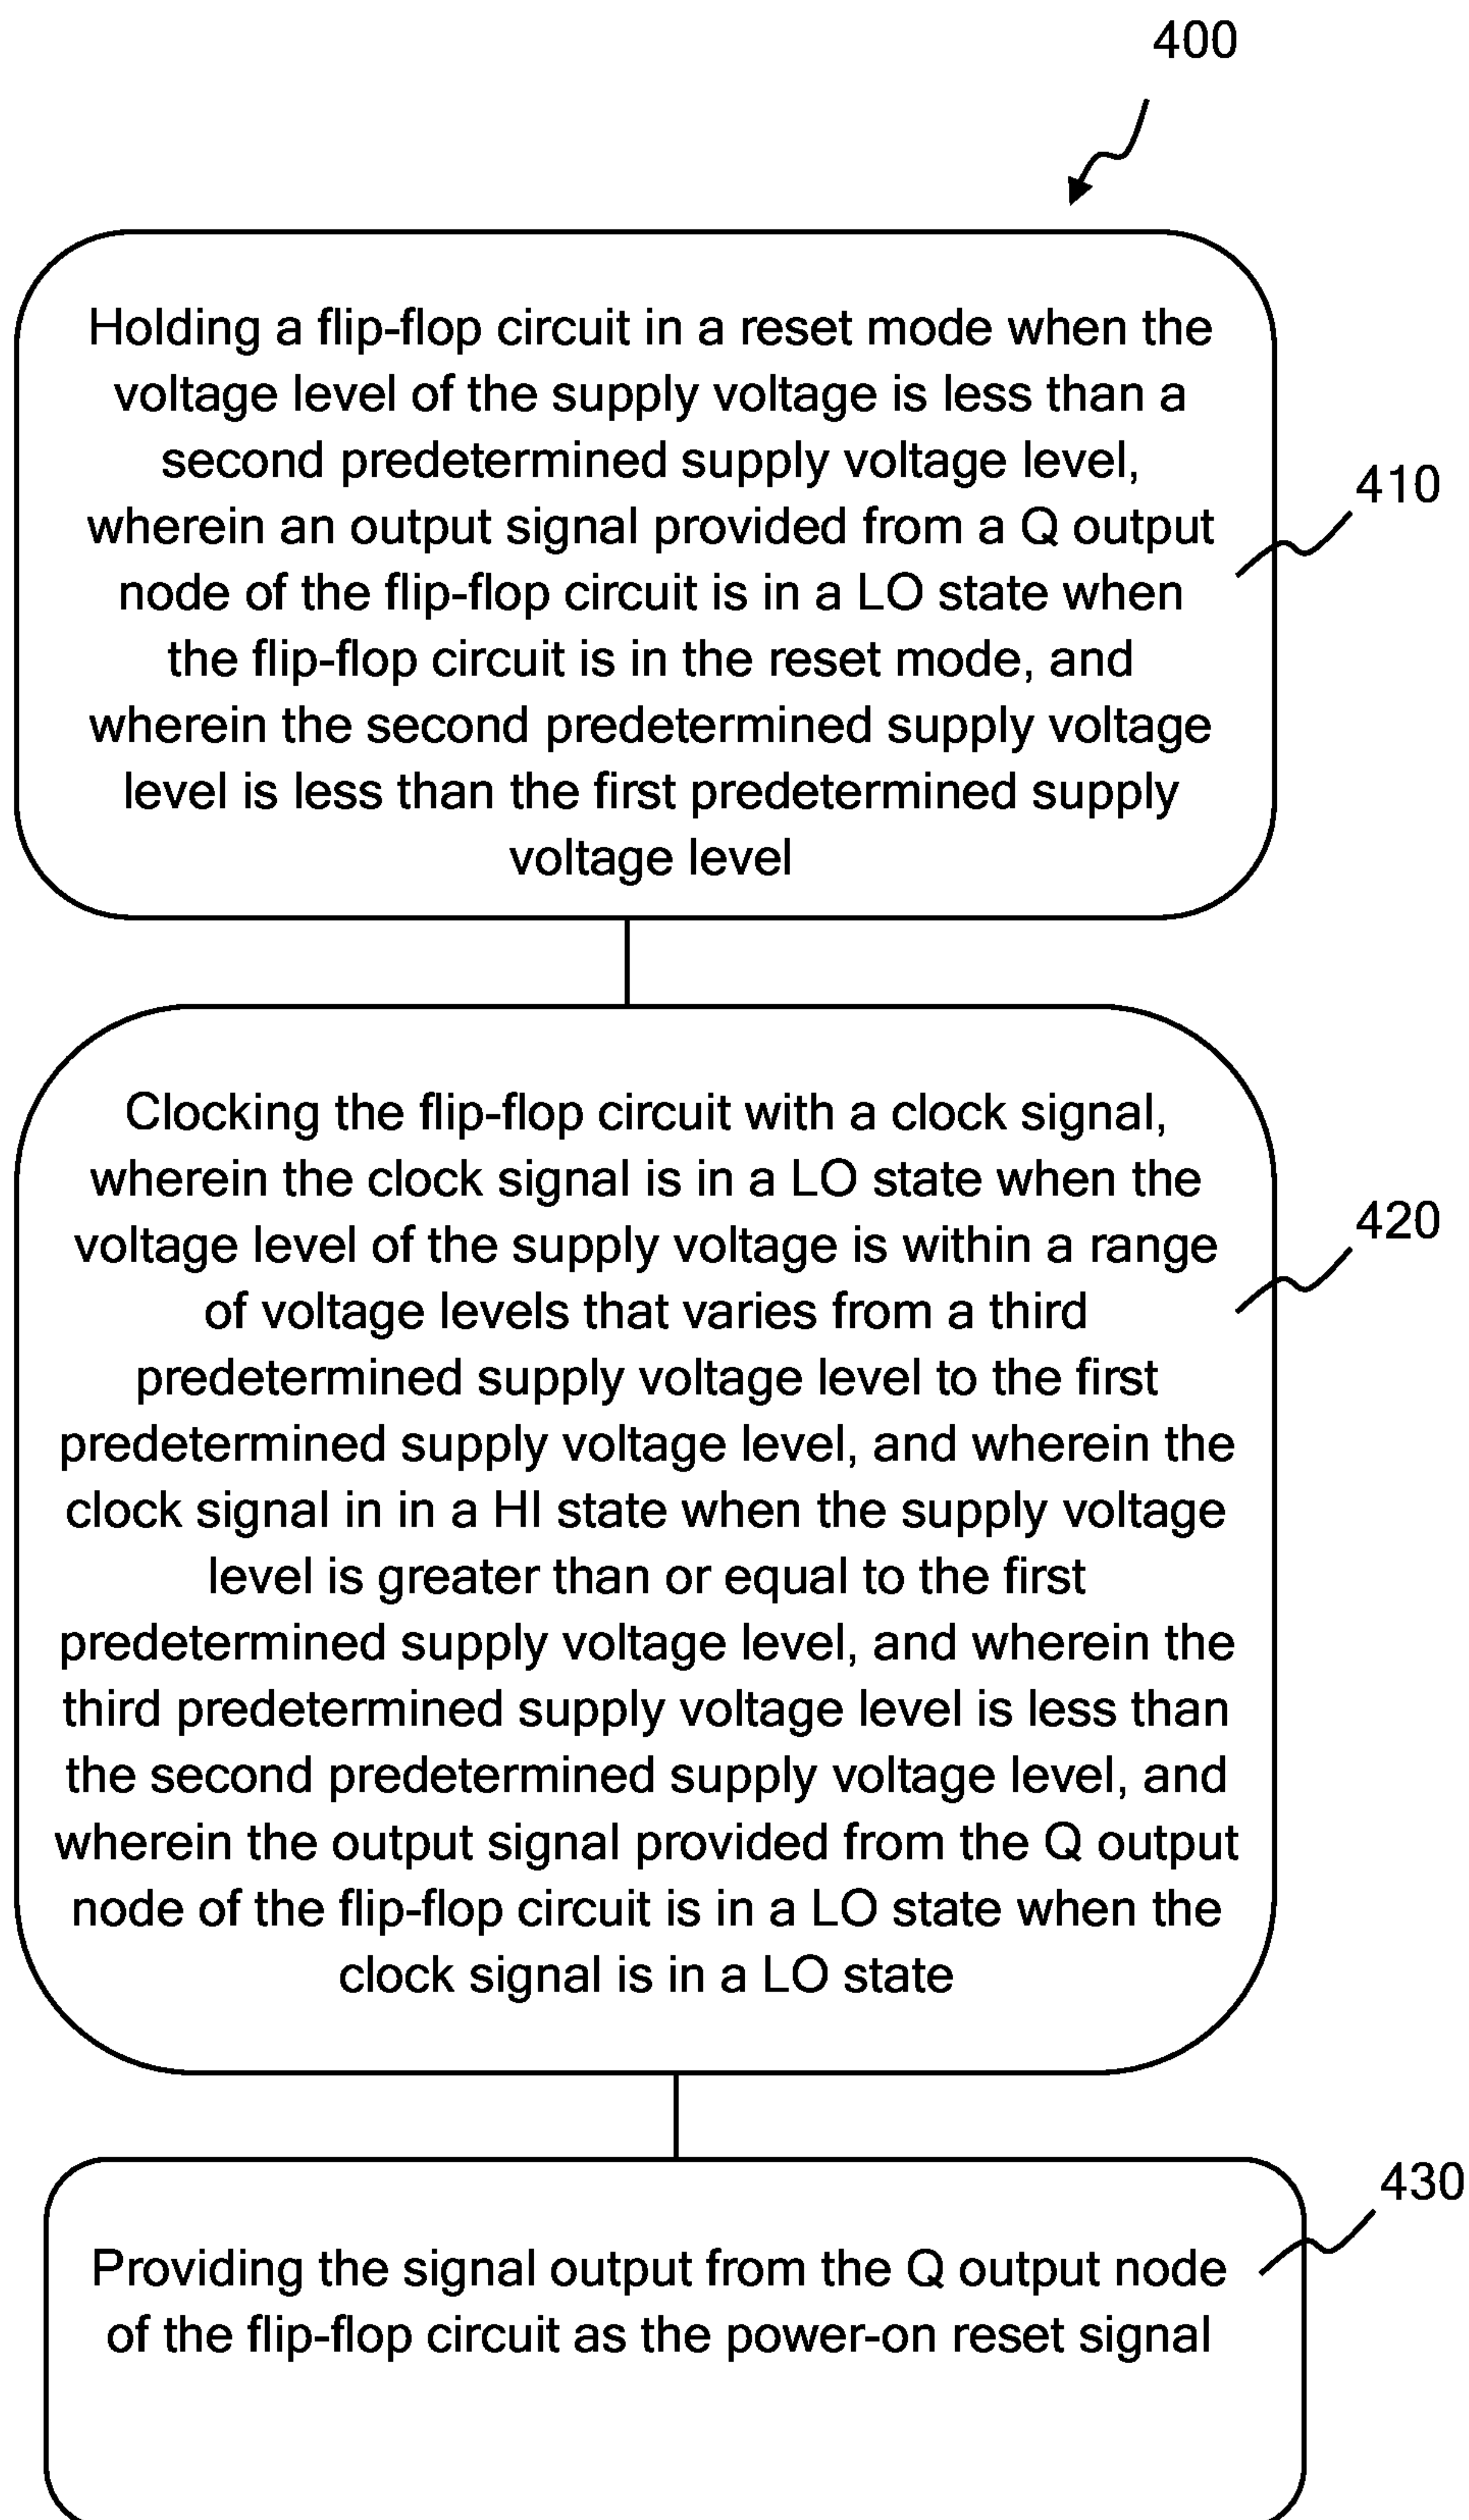 400
Holding a flip-flop circuit in a reset mode when the
voltage level of the supply voltage is less than a
second predetermined supply voltage level,
wherein an output signal provided from a Q output
node of the flip-flop circuit is in a LO state when
the flip-flop circuit is in the reset mode, and
wherein the second predetermined supply voltage
level is less than the first predetermined supply
voltage level
410
Clocking the flip-flop circuit with a clock signal,
wherein the clock signal is in a LO state when the
voltage level of the supply voltage is within a range
of voltage levels that varies from a third
predetermined supply voltage level to the first
predetermined supply voltage level, and wherein the
clock signal in in a HI state when the supply voltage
level is greater than or equal to the first
predetermined supply voltage level, and wherein the
third predetermined supply voltage level is less than
the second predetermined supply voltage level, and
wherein the output signal provided from the Q output
node of the flip-flop circuit is in a LO state when the
clock signal is in a LO state
420
Providing the signal output from the Q output node
of the flip-flop circuit as the power-on reset signal
430